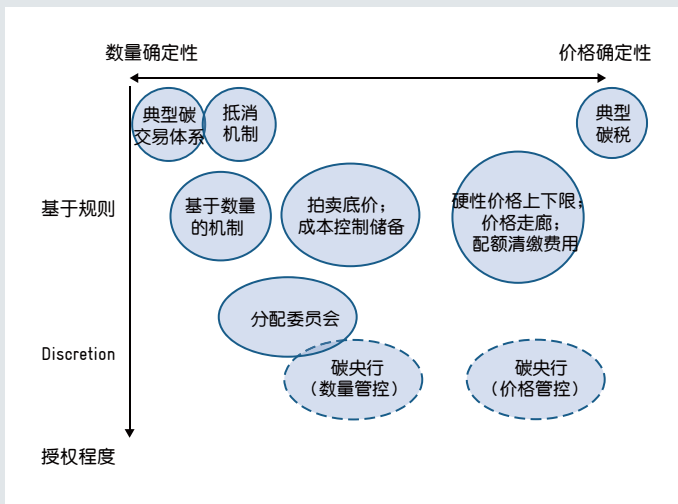 数量确定性
价格确定性
典型碳
交易体系
抵消
机制
典型
碳税
基于规则
基于数量
的机制
拍卖底价；
成本控制储备
硬性价格上下限；
价格走廊；
配额清缴费用
分配委员会
Discretion
碳央行
（数量管控）
碳央行
（价格管控）
授权程度